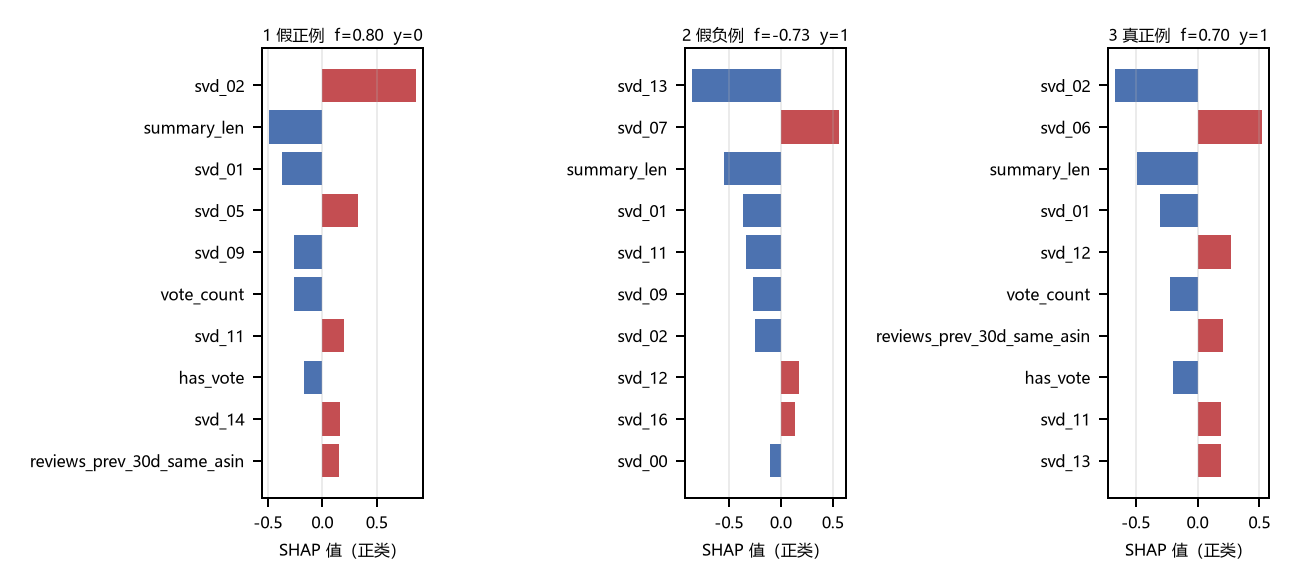 1 假正例  f=0.80  y=0
svd_02
summary_len
svd_01
svd_05
svd_09
vote_count
svd_11
has_vote
svd_14
reviews_prev_30d_same_asin
-0.5 0.0 0.5
SHAP 值（正类）
2 假负例  f=-0.73  y=1
svd_13
svd_07
summary_len
svd_01
svd_11
svd_09
svd_02
svd_12
svd_16
svd_00
-0.5 0.0 0.5
SHAP 值（正类）
3 真正例  f=0.70  y=1
svd_02
svd_06
summary_len
svd_01
svd_12
vote_count
reviews_prev_30d_same_asin
has_vote
svd_11
svd_13
-0.5 0.0 0.5
SHAP 值（正类）